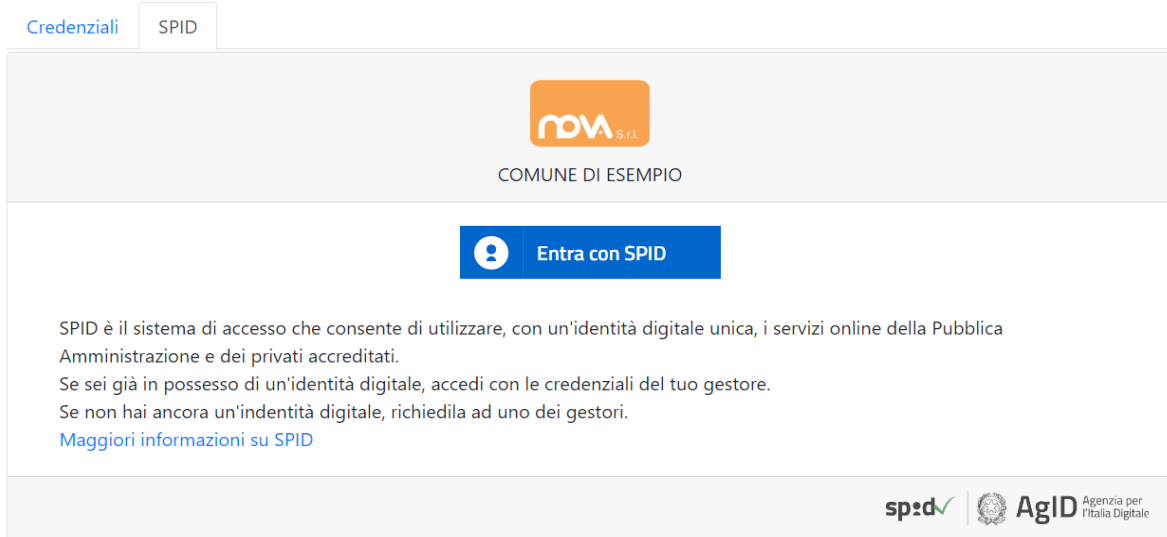 Credenziali SPID
NOVA S.r.l.
COMUNE DI ESEMPIO
Entra con SPID
SPID è il sistema di accesso che consente di utilizzare, con un'identità digitale unica, i servizi online della Pubblica
Amministrazione e dei privati accreditati.
Se sei già in possesso di un'identità digitale, accedi con le credenziali del tuo gestore.
Se non hai ancora un'indentità digitale, richiedila ad uno dei gestori.
Maggiori informazioni su SPID
spid AgID Agenzia per
l'Italia Digitale